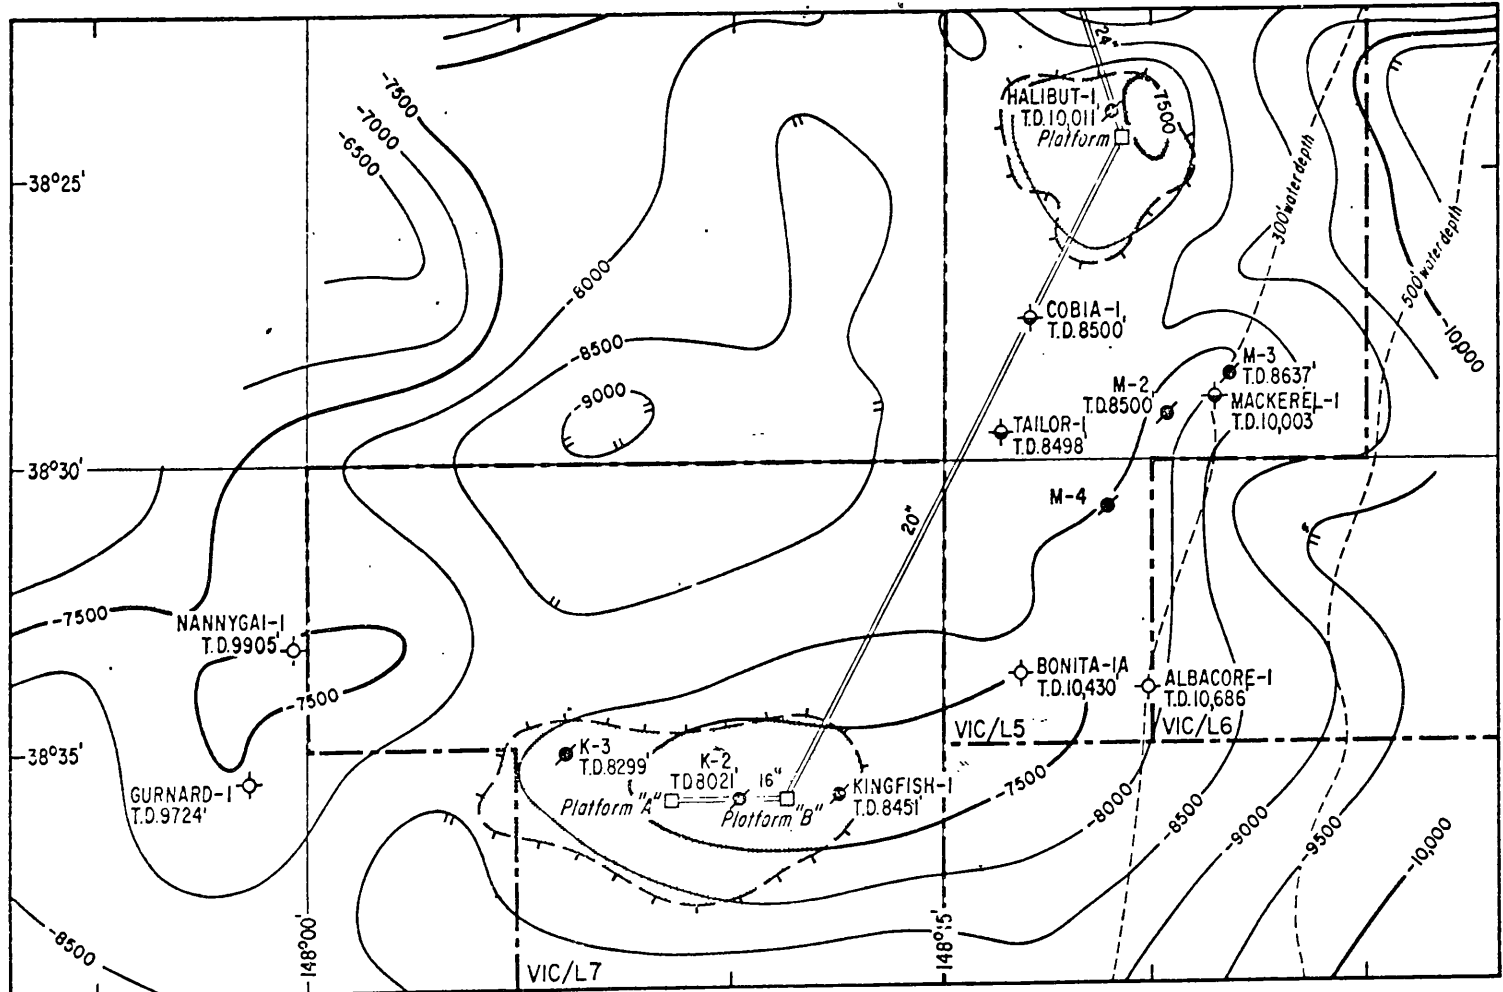 24"
-7500
-7000
-6500
HALIBUT-1
T.D.10,011'
Platform
7500
-38°25'
300' water depth
500' water depth
-8000
COBIA-1
T.D.8500'
-10,000
-8500
M-3
T.D.8637'
M-2
T.D.8500'
-9000
MACKEREL-1
T.D.10,003'
TAILOR-1
T.D.8498'
-38°30'
M-4
20"
-7500
NANNYGAI-1
T.D.9905'
BONITA-1A
T.D.10,430'
ALBACORE-1
T.D.10,686'
-7500
VIC/L5
VIC/L6
-38°35'
K-3
T.D.8299'
K-2
T.D.8021'
16"
KINGFISH-1
T.D.8451'
GURNARD-1
T.D.9724'
Platform "A"
Platform "B"
-7500
-8000
-8500
-9000
-9500
-10,000
-8500
148°00'
148°15'
VIC/L7